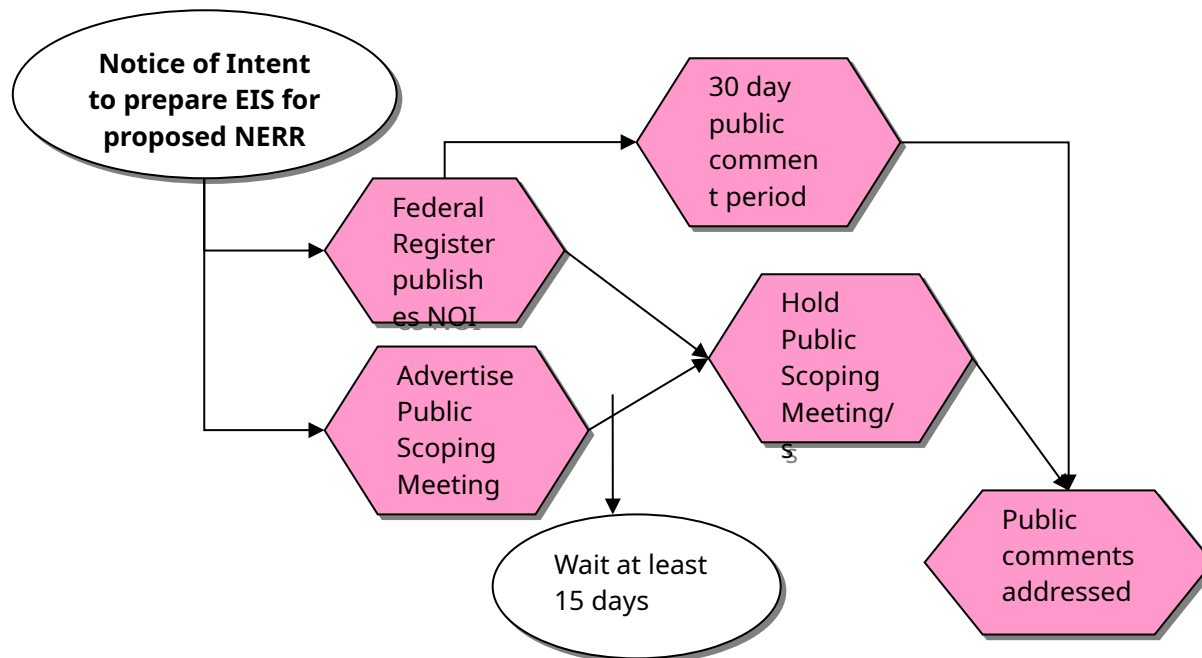 Notice of Intent
to prepare EIS for
proposed NERR
30 day
public
commen
t period
Federal
Register
publish
es NOI
Hold
Public
Scoping
Meeting/
s
Advertise
Public
Scoping
Meeting
Public
comments
addressed
Wait at least
15 days